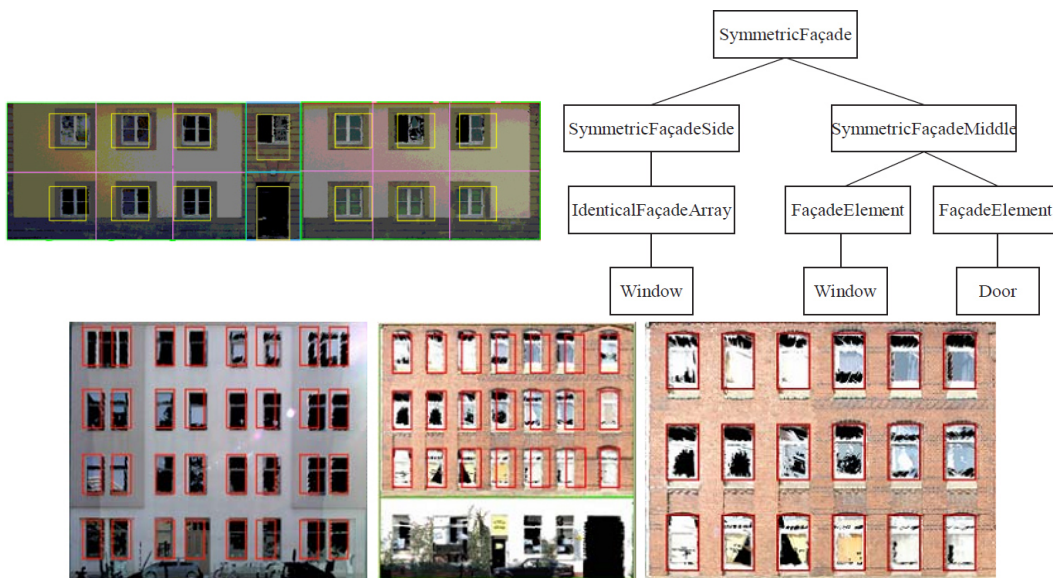 SymmetricFaçade
SymmetricFaçadeSide
SymmetricFaçadeMiddle
IdenticalFaçadeArray
FaçadeElement
FaçadeElement
Window
Window
Door